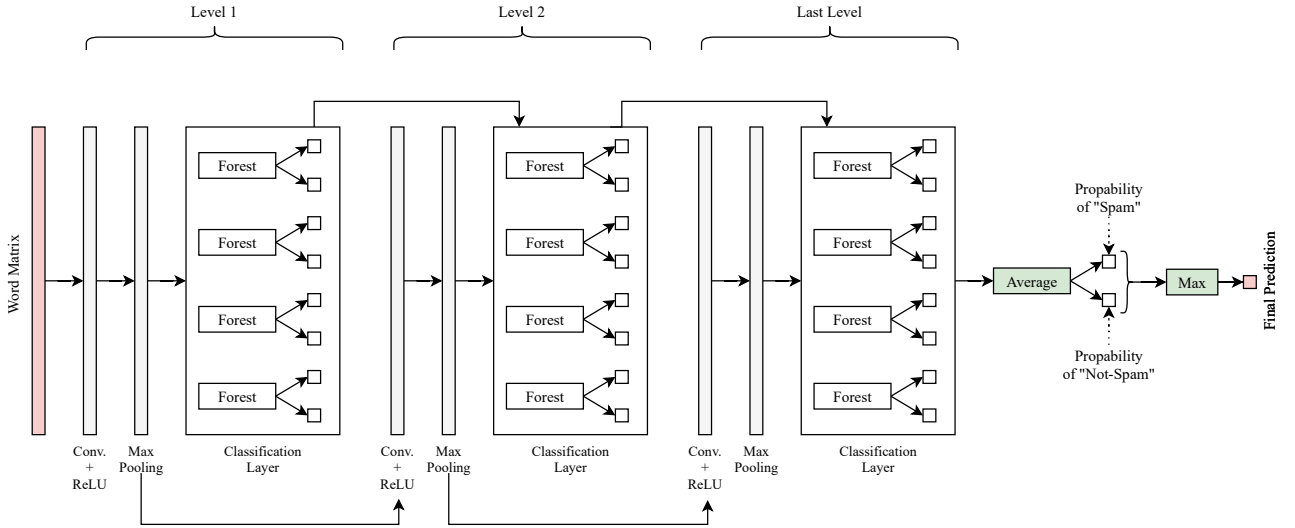 Level 1
Level 2
Last Level
Word Matrix
Forest
Forest
Forest
Forest
Forest
Forest
Forest
Forest
Forest
Forest
Forest
Forest
Conv.
+
ReLU
Max
Pooling
Classification
Layer
Conv.
+
ReLU
Max
Pooling
Classification
Layer
Conv.
+
ReLU
Max
Pooling
Classification
Layer
Average
Propability
of "Spam"
Propability
of "Not-Spam"
Max
Final Prediction